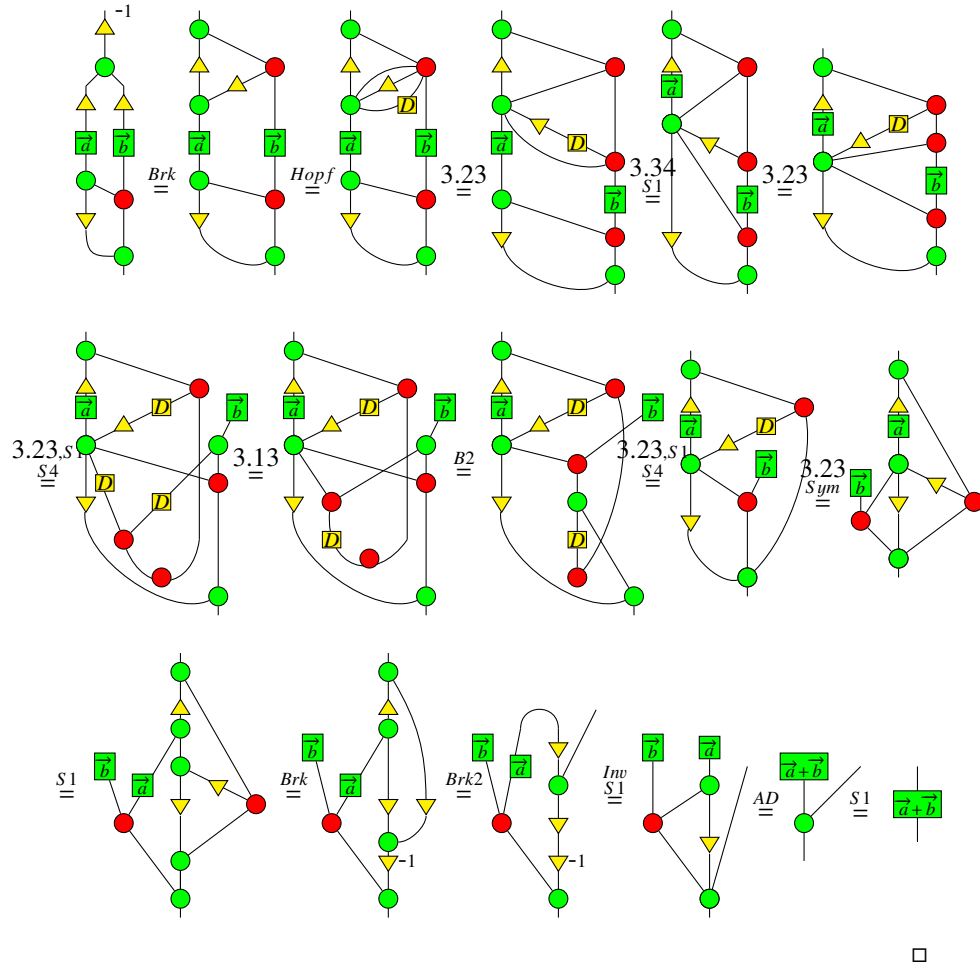 -1
→a →b =Brk →a →b =Hopf D →a →b 3.23= D →a →b 3.34 S1= →a D →b 3.23= →a D →b
3.23,S1 S4= →a D →b D D 3.13= →a D →b D B2= →a D →b D 3.23,S1 S4= →a D →b 3.23 Sym= →a →b
S1= →b →a =Brk →b →a -1 =Brk2 →b →a -1 Inv S1= →b →a =AD →a+→b =S1 →a+→b
□